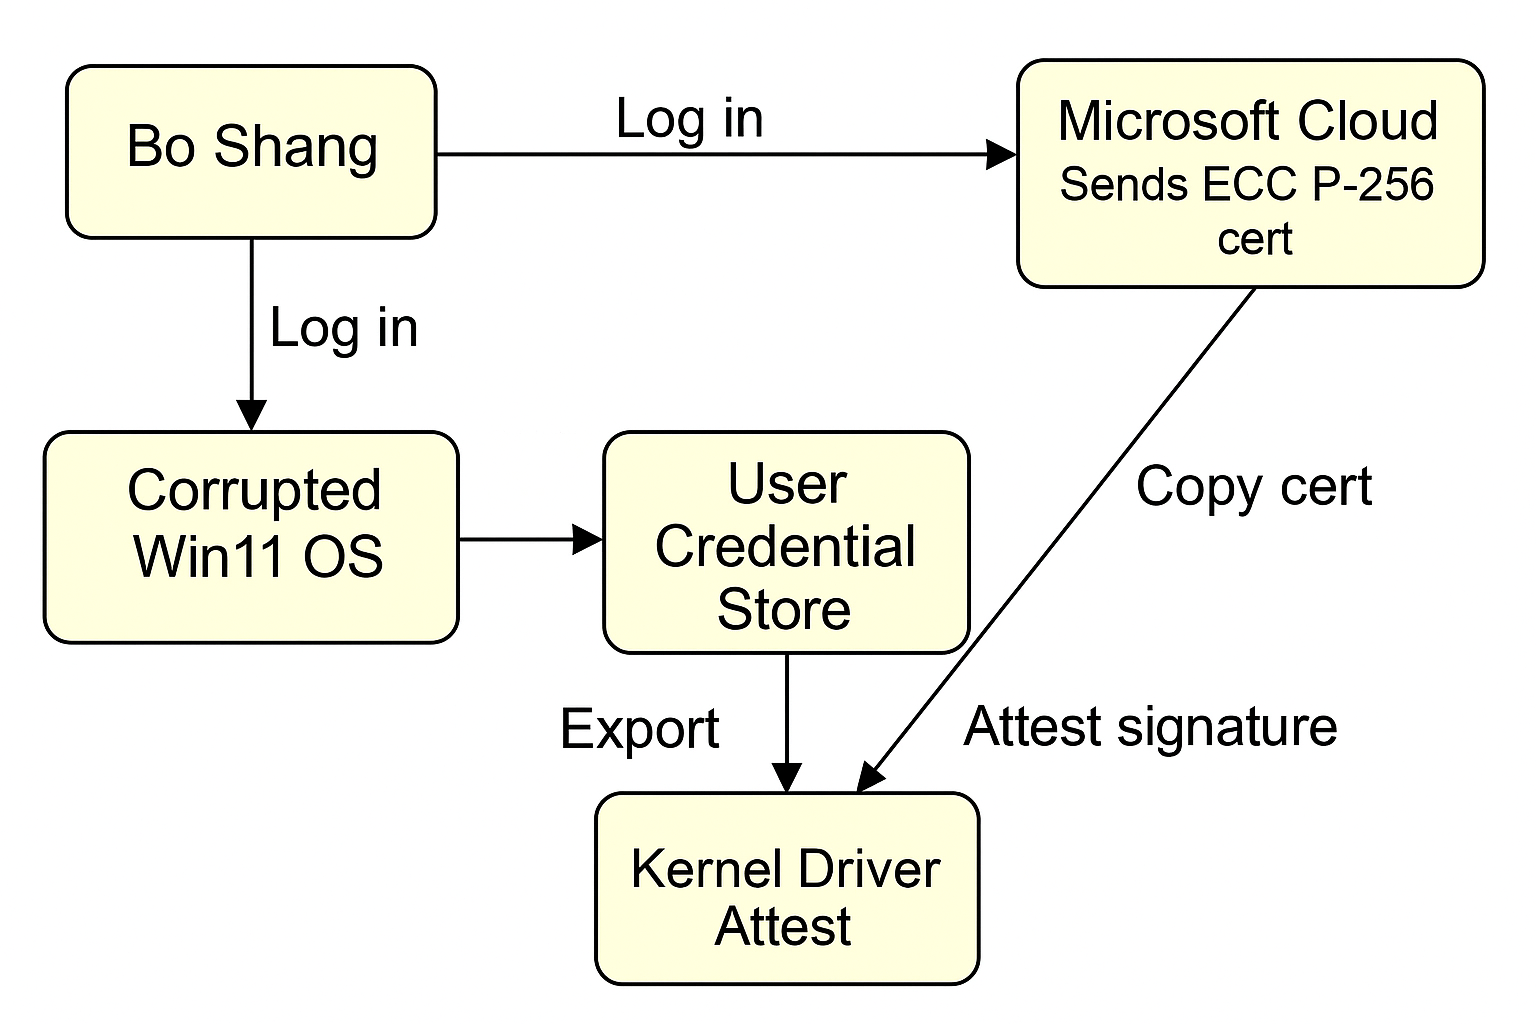 Bo Shang
Log in
Microsoft Cloud
Sends ECC P-256
cert
Log in
Corrupted
Win11 OS
User
Credential
Store
Copy cert
Export
Attest signature
Kernel Driver
Attest